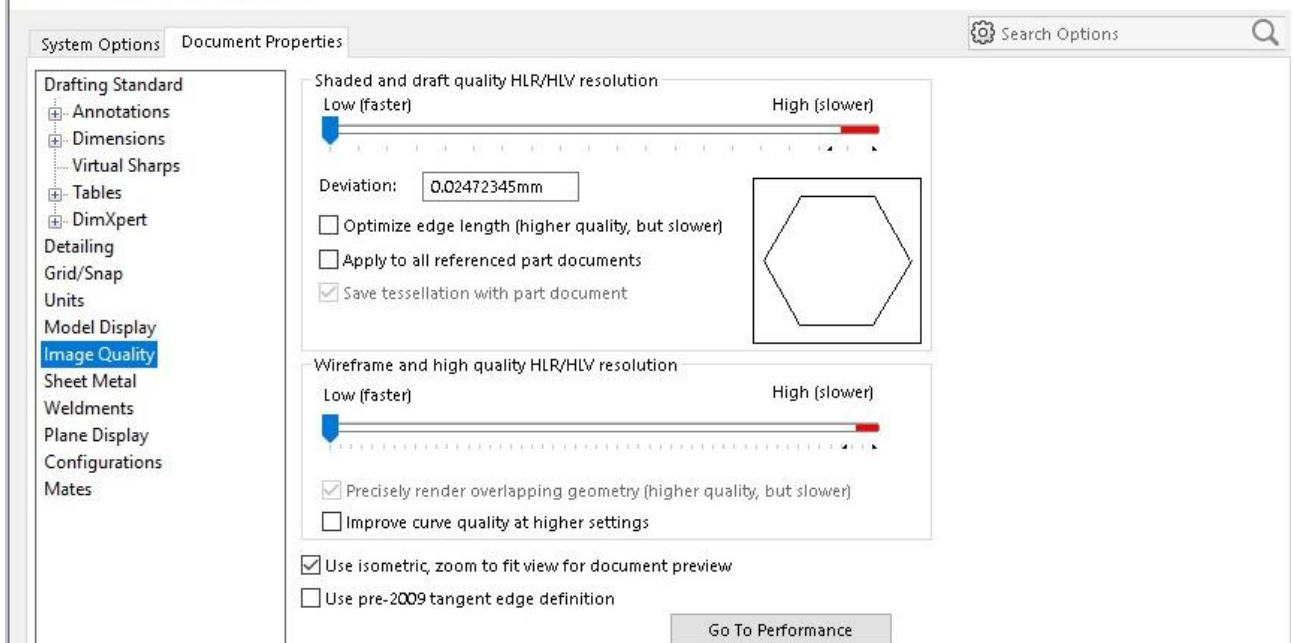 System Options Document Properties Search Options
Drafting Standard
Annotations
Dimensions
Virtual Sharps
Tables
DimXpert
Detailing
Grid/Snap
Units
Model Display
Image Quality
Sheet Metal
Weldments
Plane Display
Configurations
Mates
Shaded and draft quality HLR/HLV resolution
Low (faster) High (slower)
Deviation: 0.02472345mm
Optimize edge length (higher quality, but slower)
Apply to all referenced part documents
Save tessellation with part document
Wireframe and high quality HLR/HLV resolution
Low (faster) High (slower)
Precisely render overlapping geometry (higher quality, but slower)
Improve curve quality at higher settings
Use isometric, zoom to fit view for document preview
Use pre-2009 tangent edge definition
Go To Performance